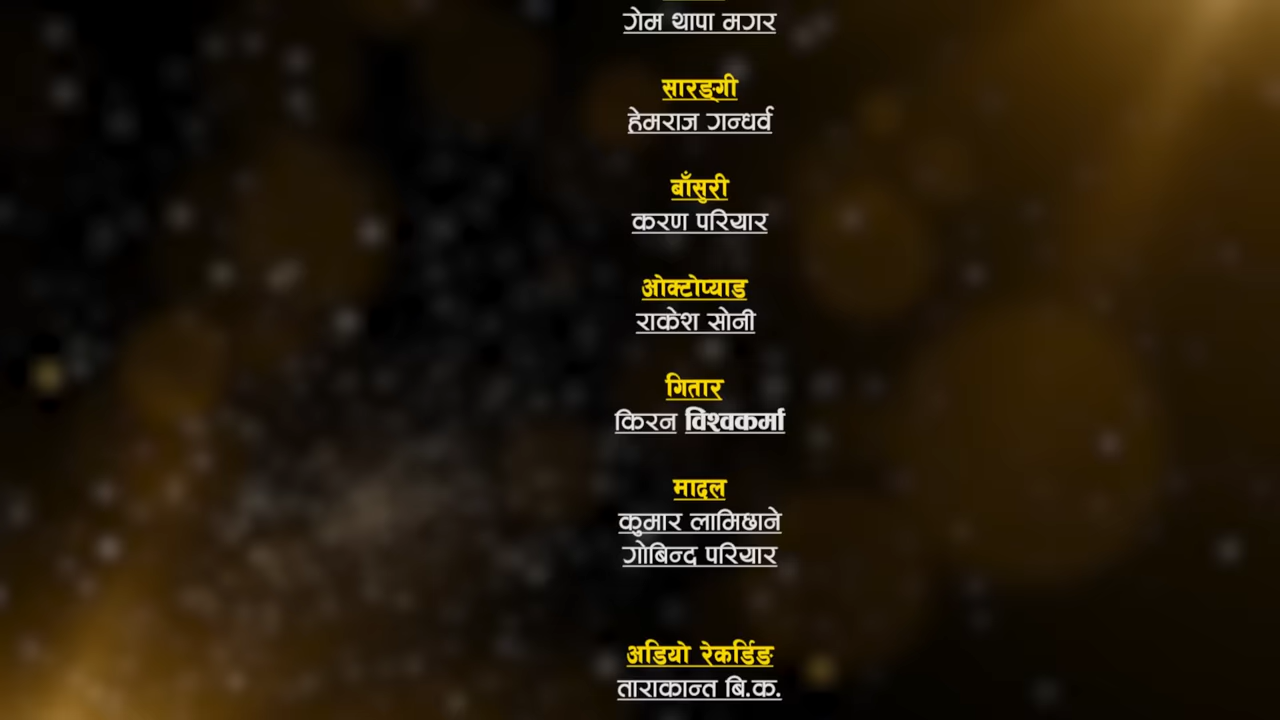 गेम थापा मगर
सारङ्गी
हेमराज गन्धर्व
बाँसुरी
करण परियार
ओक्टोप्याड
राकेश सोनी
गितार
किरन विश्वकर्मा
मादल
कुमार लामिछाने
गोबिन्द परियार
अडियो रेकर्डिङ
ताराकान्त बि.क.